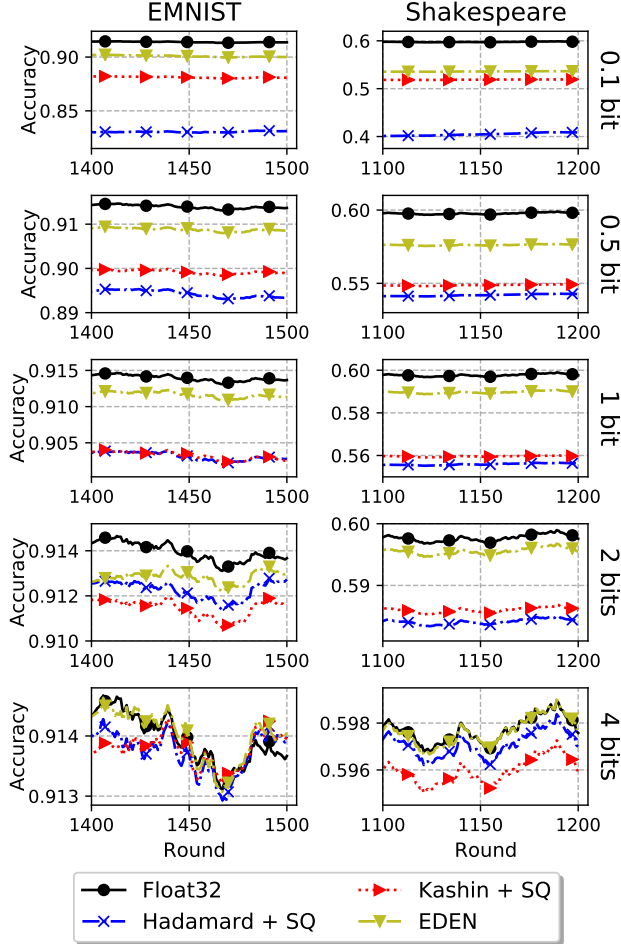 EMNIST Shakespeare
Accuracy
0.90
0.85
1400 1450 1500
0.6
0.5
0.4
1100 1150 1200
0.1 bit
Accuracy
0.91
0.90
0.89
1400 1450 1500
0.60
0.55
1100 1150 1200
0.5 bit
Accuracy
0.915
0.910
0.905
1400 1450 1500
0.60
0.58
0.56
1100 1150 1200
1 bit
Accuracy
0.914
0.912
0.910
1400 1450 1500
0.60
0.59
1100 1150 1200
2 bits
Accuracy
0.914
0.913
1400 1450 1500
Round
0.598
0.596
1100 1150 1200
Round
4 bits
Float32 Kashin + SQ
Hadamard + SQ EDEN